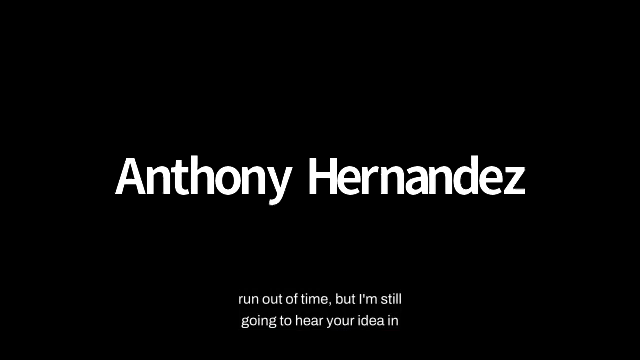 Anthony Hernandez
run out of time, but I'm still
going to hear your idea in